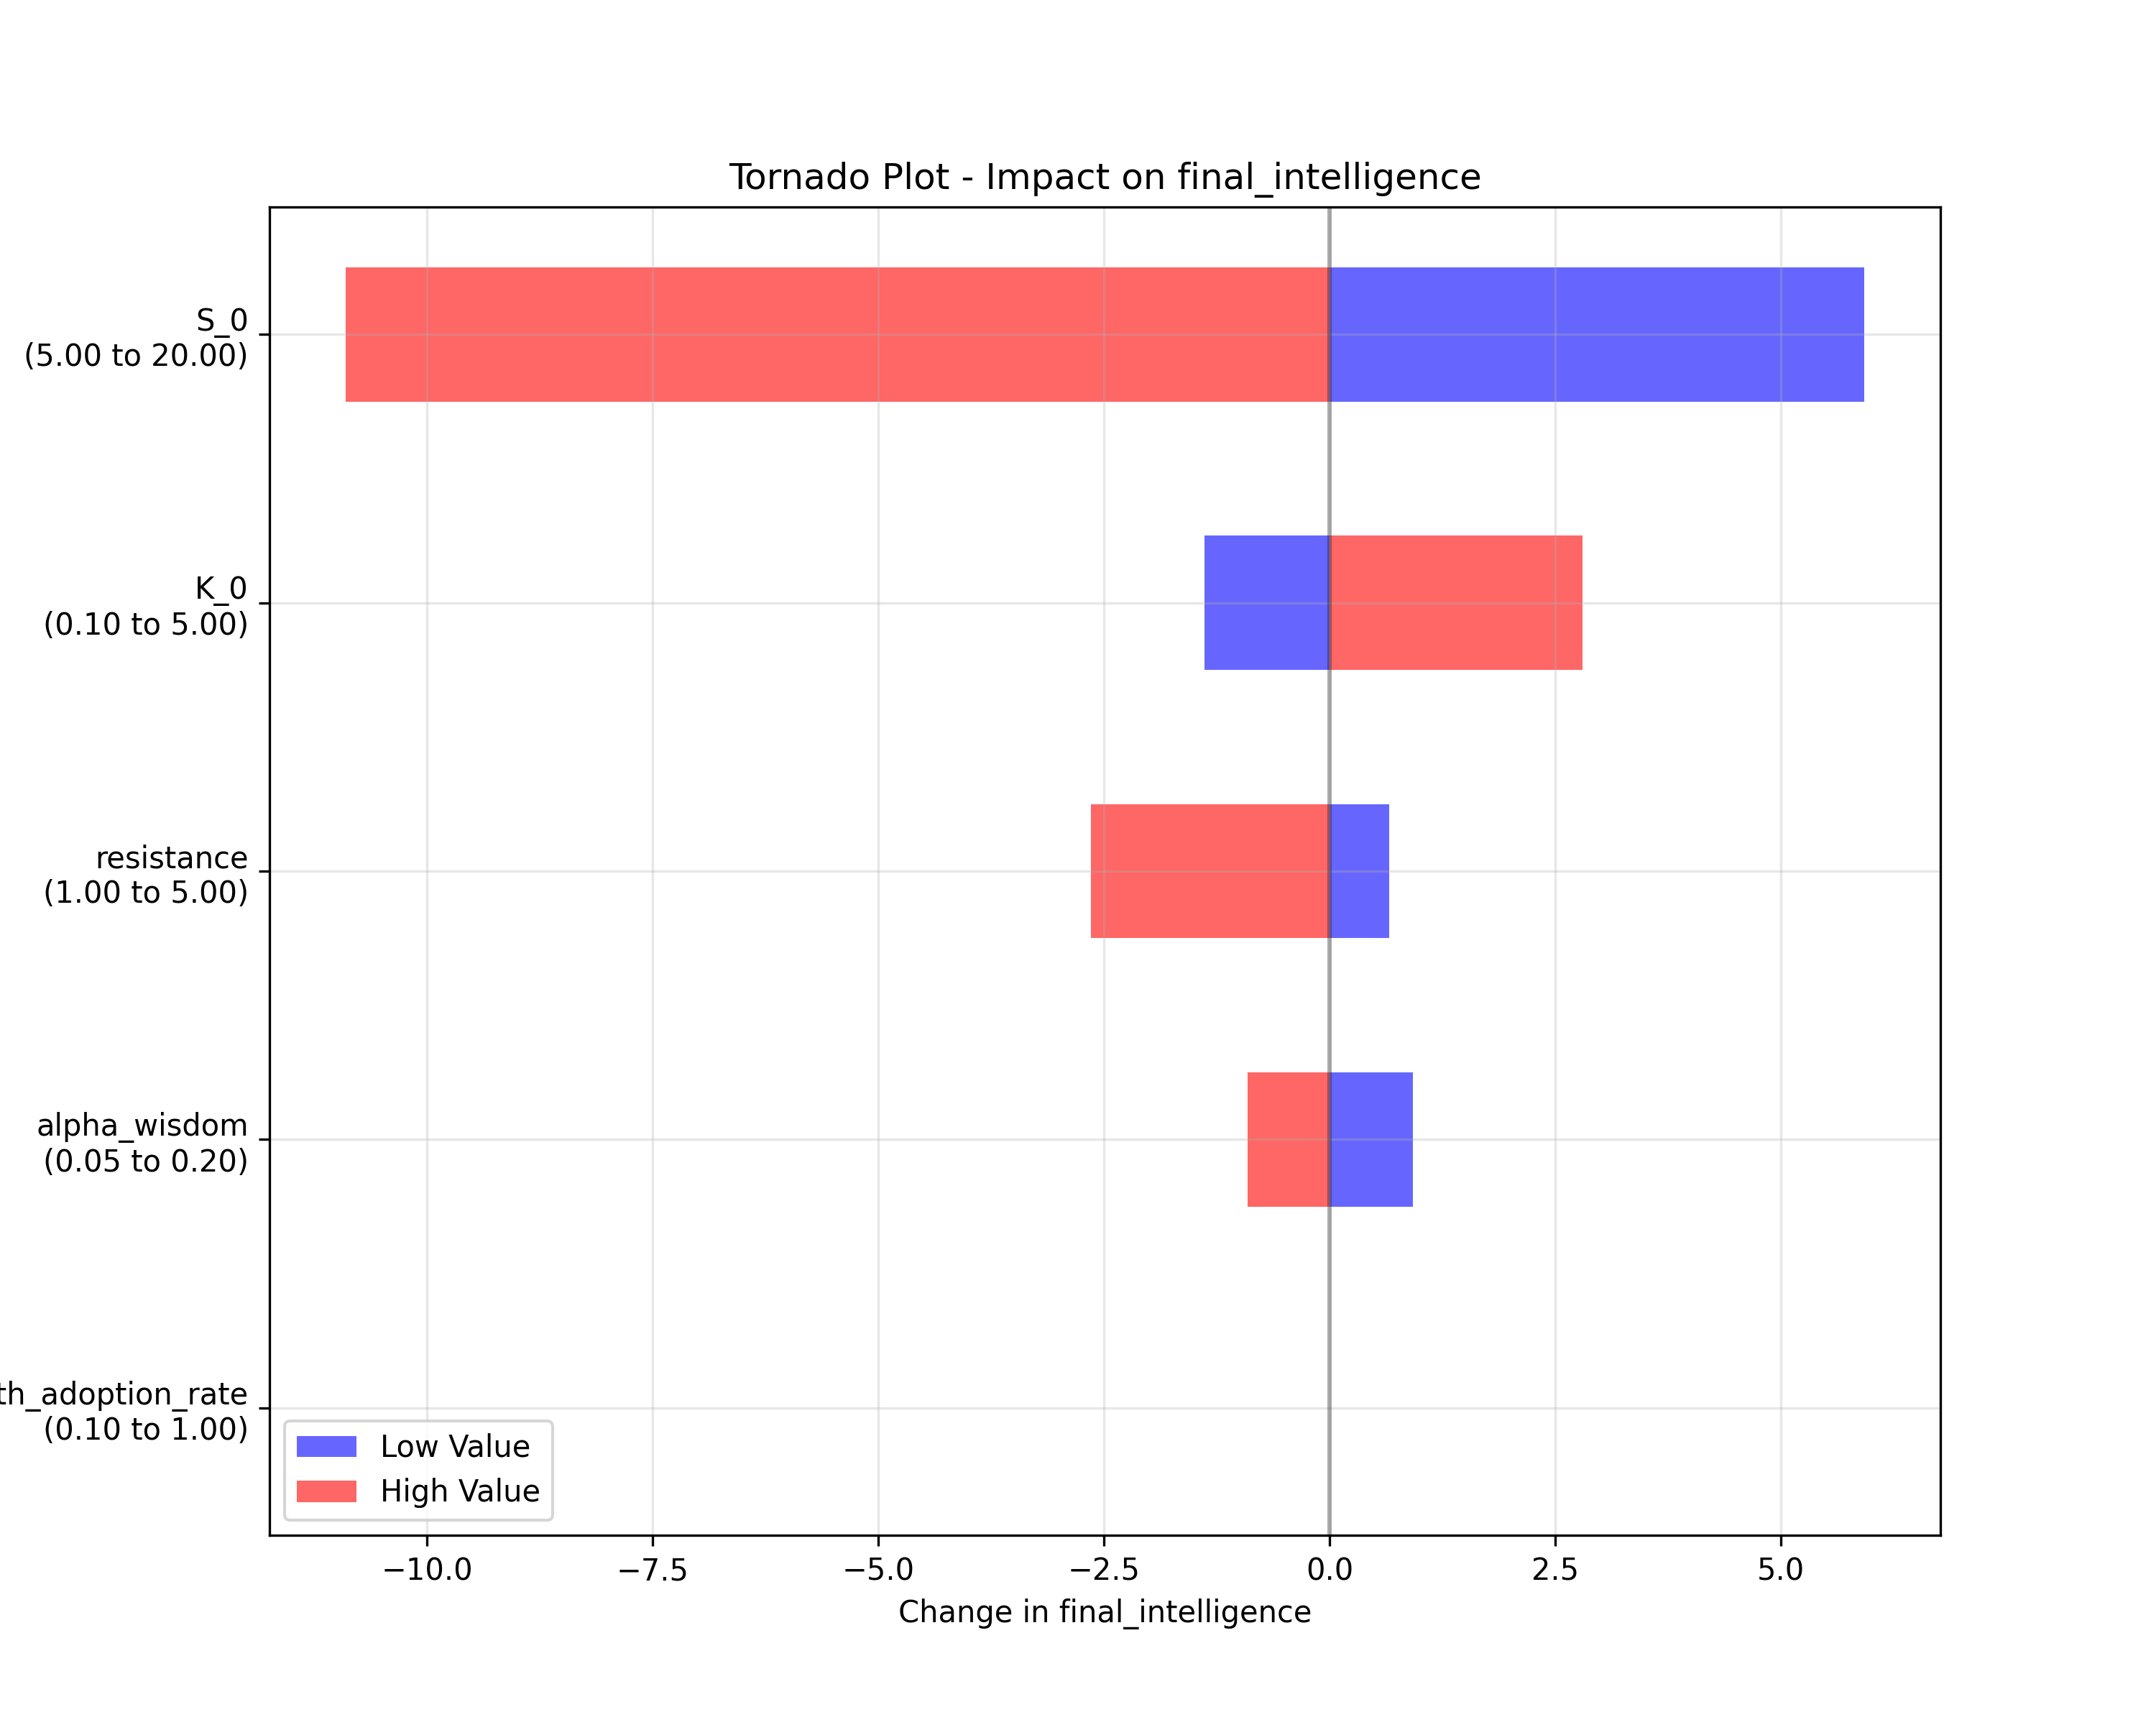 Tornado Plot - Impact on final_intelligence
S_0
(5.00 to 20.00)
K_0
(0.10 to 5.00)
resistance
(1.00 to 5.00)
alpha_wisdom
(0.05 to 0.20)
th_adoption_rate
(0.10 to 1.00)
Low Value
High Value
−10.0 −7.5 −5.0 −2.5 0.0 2.5 5.0
Change in final_intelligence